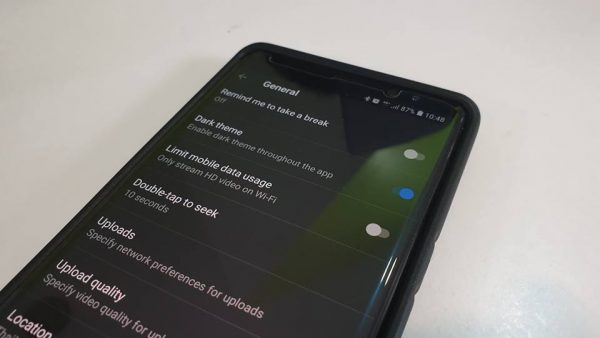 87% 10:48
General
Remind me to take a break
Off
Dark theme
Enable dark theme throughout the app
Limit mobile data usage
Only stream HD video on Wi-Fi
Double-tap to seek
10 seconds
Uploads
Specify network preferences for uploads
Upload quality
Specify video quality for upl
Location